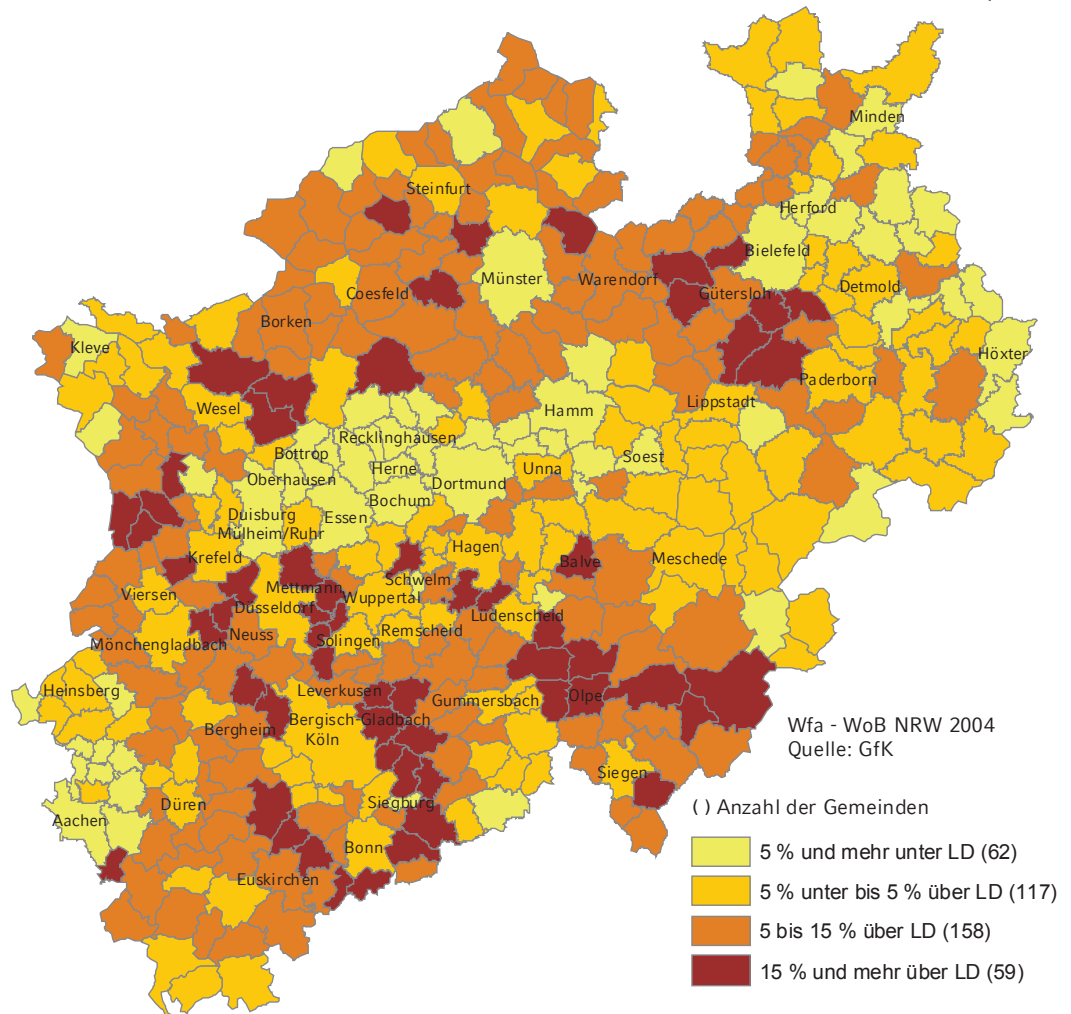 Minden
Steinfurt
Herford
Bielefeld
Münster
Warendorf
Coesfeld
Gütersloh
Detmold
Borken
Kleve
Höxter
Paderborn
Wesel
Lippstadt
Hamm
Recklinghausen
Bottrop
Soest
Herne
Unna
Oberhausen
Dortmund
Bochum
Duisburg
Essen
Mülheim/Ruhr
Hagen
Krefeld
Balve
Meschede
Schwelm
Mettmann
Viersen
Wuppertal
Düsseldorf
Lüdenscheid
Neuss
Remscheid
Mönchengladbach
Solingen
Heinsberg
Leverkusen
Olpe
Gummersbach
Bergisch-Gladbach
Bergheim
Köln
Wfa - WoB NRW 2004
Quelle: GfK
Siegen
Düren
Siegburg
( ) Anzahl der Gemeinden
Aachen
Bonn
5 % und mehr unter LD (62)
Euskirchen
5 % unter bis 5 % über LD (117)
5 bis 15 % über LD (158)
15 % und mehr über LD (59)